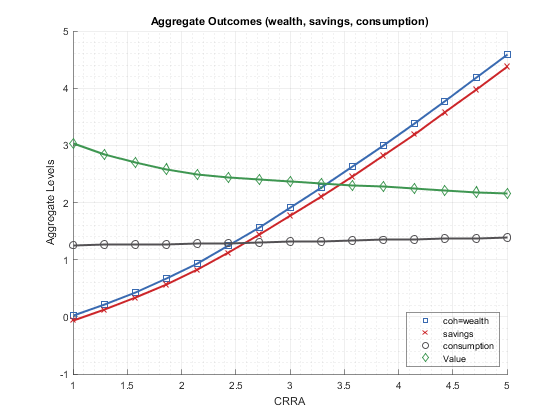 Aggregate Outcomes (wealth, savings, consumption)
5
4
3
2
1
0
-1
Aggrogate Levels
1
1.5
2
2.5
3
3.5
4
4.5
5
CRRA
coh=wealth
savings
consumption
Value